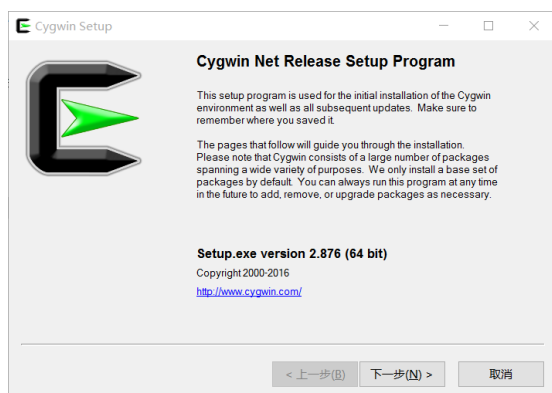 Cygwin Setup
Cygwin Net Release Setup Program
This setup program is used for the initial installation of the Cygwin
environment as well as all subsequent updates. Make sure to
remember where you saved it.
The pages that follow will guide you through the installation.
Please note that Cygwin consists of a large number of packages
spanning a wide variety of purposes. We only install a base set of
packages by default. You can always run this program at any time
in the future to add, remove, or upgrade packages as necessary.
Setup.exe version 2.876 (64 bit)
Copyright 2000-2016
http://www.cygwin.com/
< 上一步(B) 下一步(N) > 取消